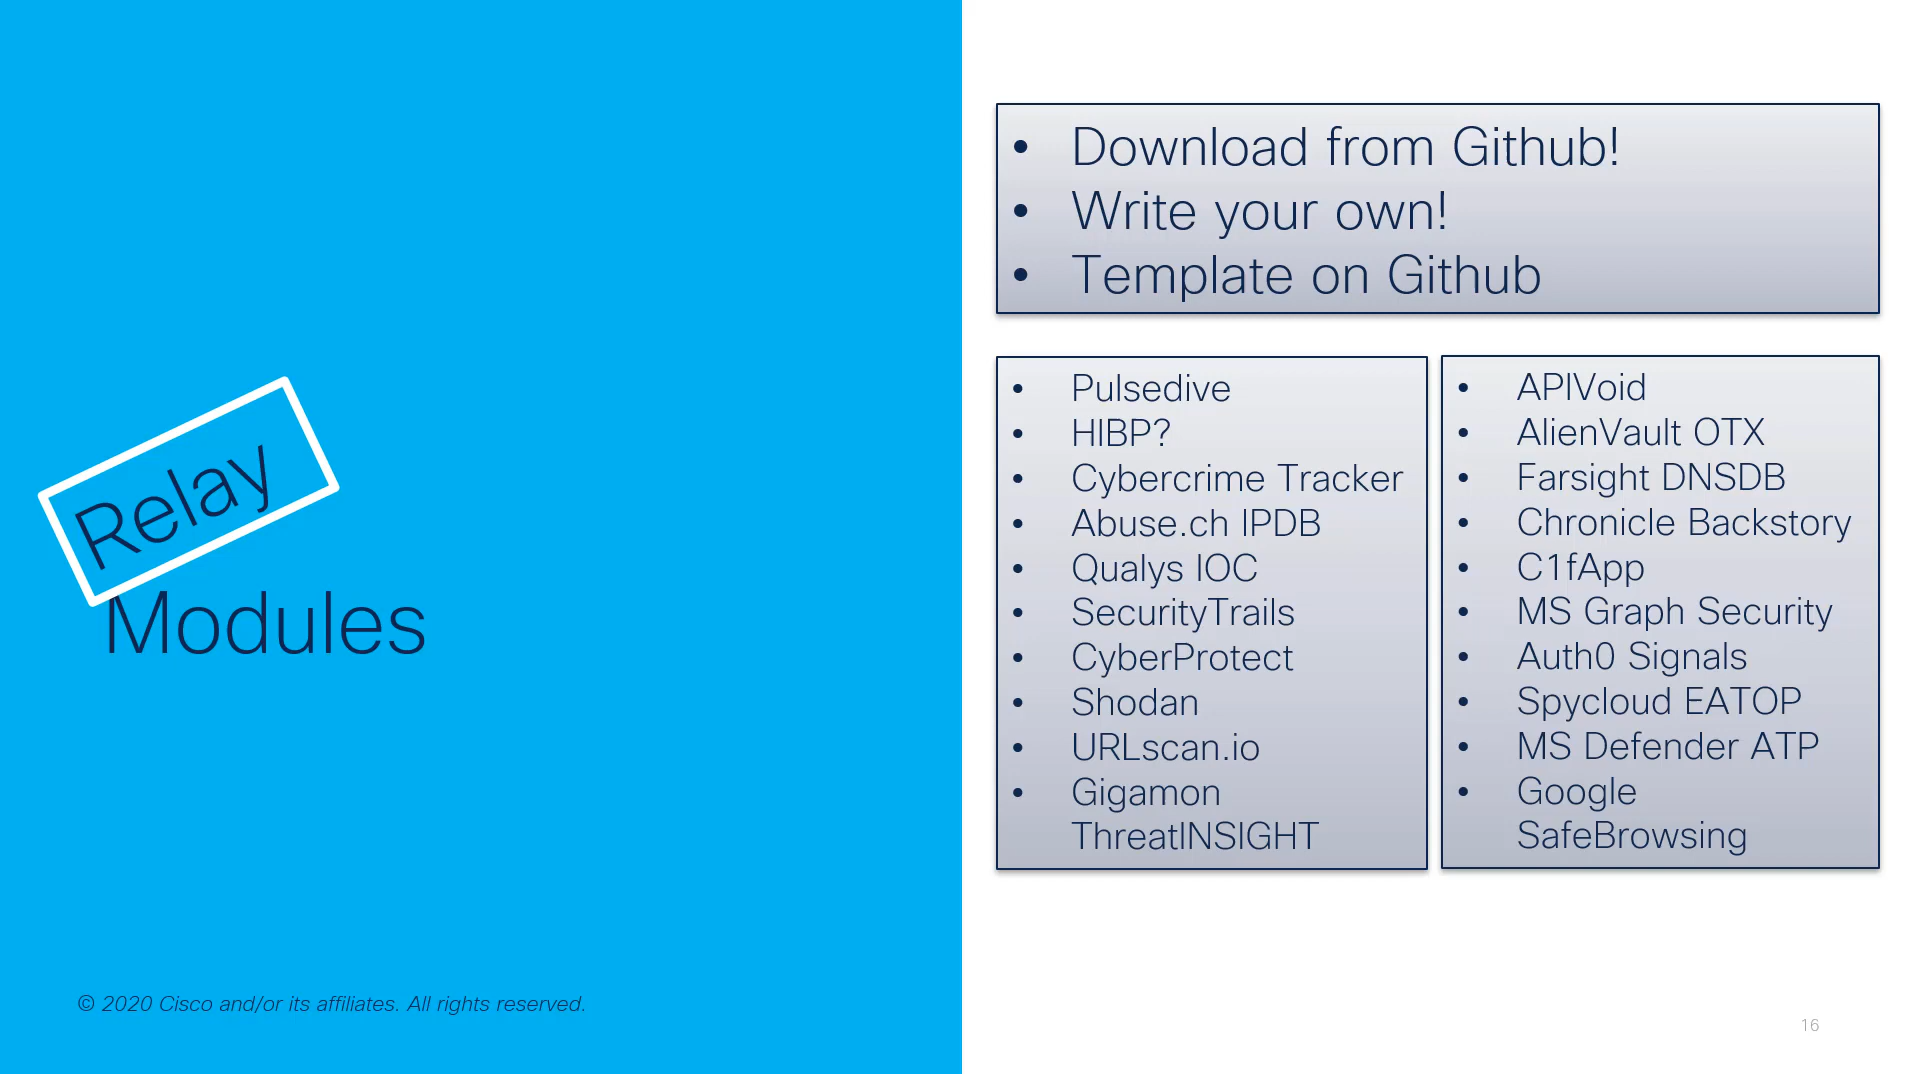 Relay
Modules
© 2020 Cisco and/or its affiliates. All rights reserved.
• Download from Github!
• Write your own!
• Template on Github
• Pulsedive
• HIBP?
• Cybercrime Tracker
• Abuse.ch IPDB
• Qualys IOC
• SecurityTrails
• CyberProtect
• Shodan
• URLscan.io
• Gigamon
ThreatINSIGHT
• APIVoid
• AlienVault OTX
• Farsight DNSDB
• Chronicle Backstory
• C1fApp
• MS Graph Security
• Auth0 Signals
• Spycloud EATOP
• MS Defender ATP
• Google
SafeBrowsing
16